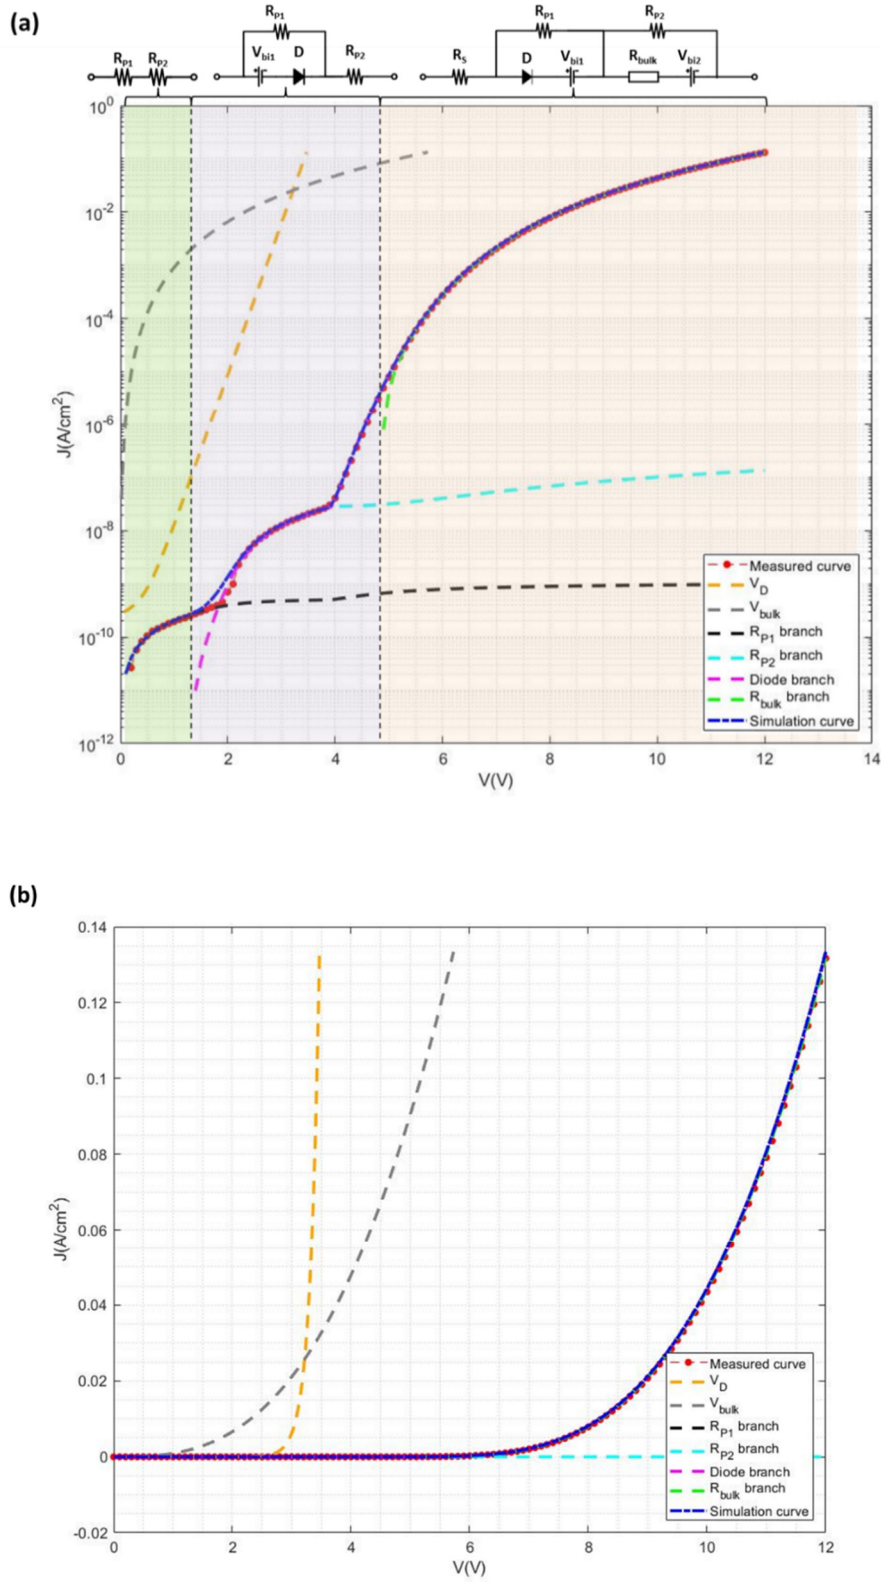 (a)
R_P1 R_P1 R_P2
R_P1 R_P2 V_bi1 D R_P2 R_S D V_bi1 R_bulk V_bi2
10^0
10^-2
10^-4
10^-6
10^-8
10^-10
10^-12
J(A/cm^2)
0 2 4 6 8 10 12 14
V(V)
Measured curve
V_D
V_bulk
R_P1 branch
R_P2 branch
Diode branch
R_bulk branch
Simulation curve
(b)
0.14
0.12
0.1
0.08
0.06
0.04
0.02
0
-0.02
J(A/cm^2)
0 2 4 6 8 10 12
V(V)
Measured curve
V_D
V_bulk
R_P1 branch
R_P2 branch
Diode branch
R_bulk branch
Simulation curve